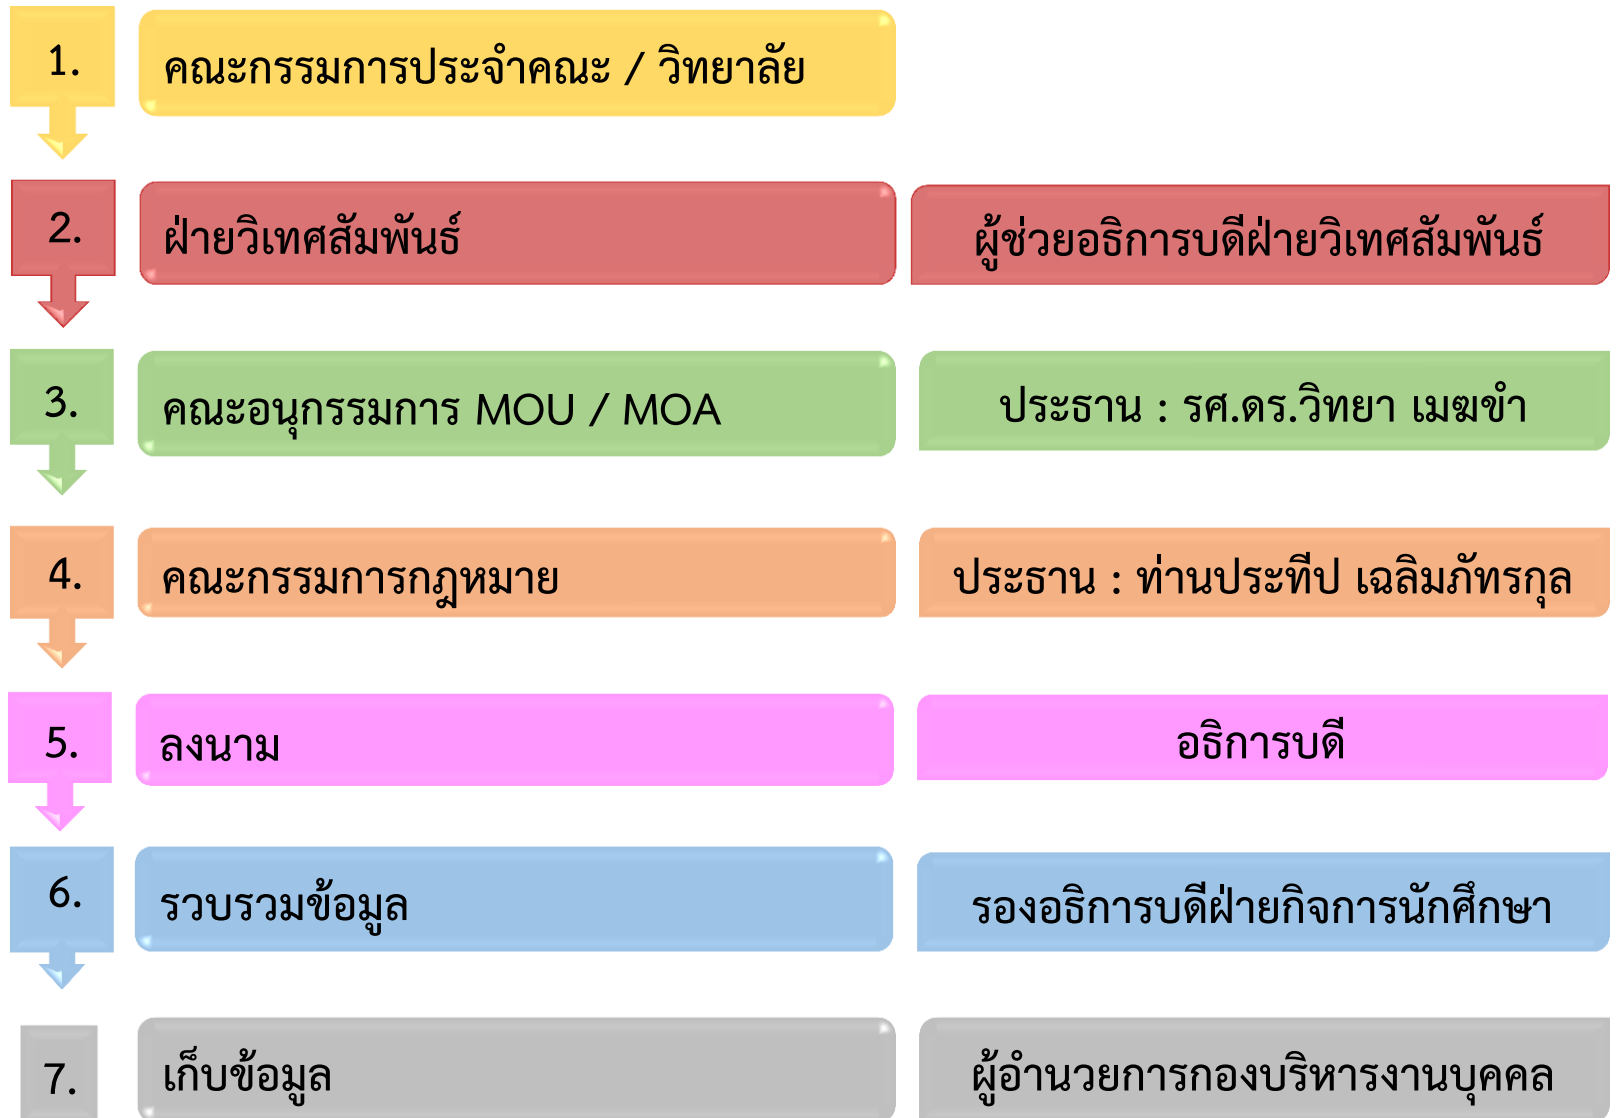 1.
คณะกรรมการประจำคณะ / วิทยาลัย
2.
ฝ่ายวิเทศสัมพันธ์
ผู้ช่วยอธิการบดีฝ่ายวิเทศสัมพันธ์
3.
คณะอนุกรรมการ MOU / MOA
ประธาน : รศ.ดร.วิทยา เมฆขำ
4.
คณะกรรมการกฎหมาย
ประธาน : ท่านประทีป เฉลิมภัทรกุล
5.
ลงนาม
อธิการบดี
6.
รวบรวมข้อมูล
รองอธิการบดีฝ่ายกิจการนักศึกษา
7.
เก็บข้อมูล
ผู้อำนวยการกองบริหารงานบุคคล